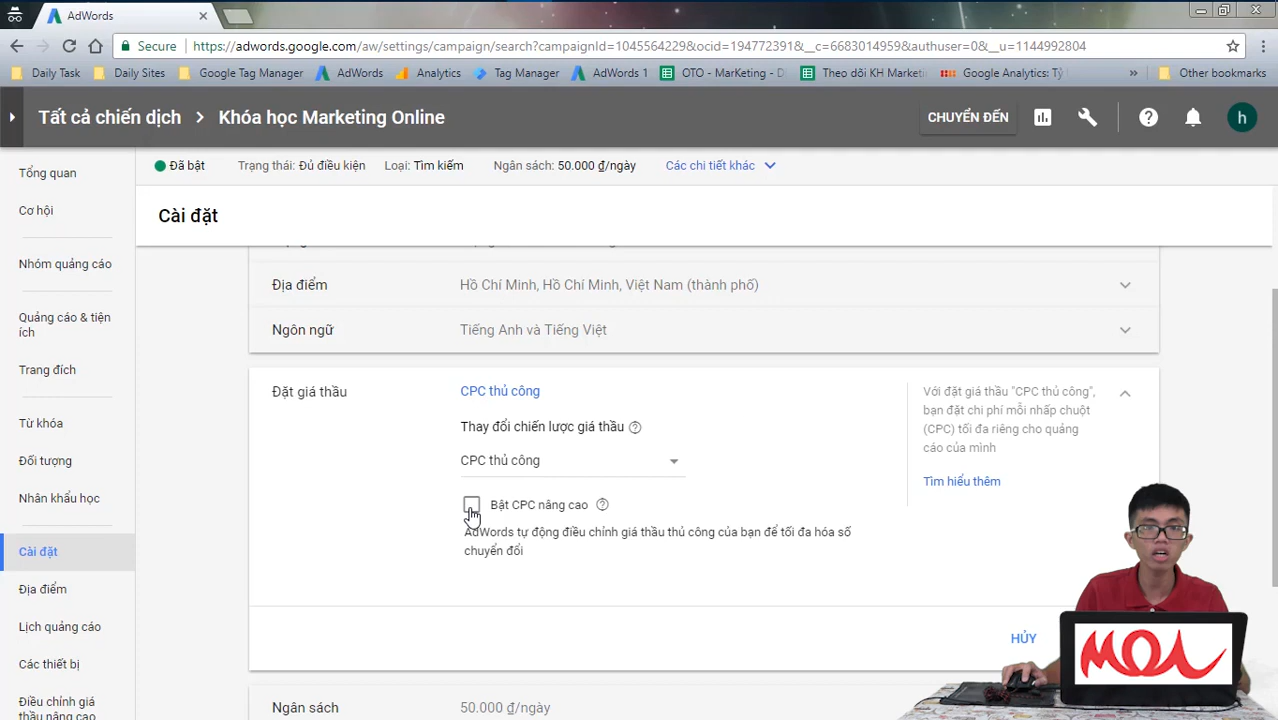 AdWords
Secure
https://adwords.google.com/aw/settings/campaign/search?campaignId=1045564229&ocid=194772391&__c=6683014959&authuser=0&__u=1144992804
Daily Task
Daily Sites
Google Tag Manager
AdWords
Analytics
Tag Manager
AdWords 1
OTO - MarKeting - D
Theo dõi KH Marketi
Google Analytics: Tỷ
»
Other bookmarks
Tất cả chiến dịch > Khóa học Marketing Online
CHUYỂN ĐẾN
h
Đã bật
Trạng thái: Đủ điều kiện
Loại: Tìm kiếm
Ngân sách: 50.000 ₫/ngày
Các chi tiết khác
Tổng quan
Cơ hội
Nhóm quảng cáo
Quảng cáo & tiện
ích
Trang đích
Từ khóa
Đối tượng
Nhân khẩu học
Cài đặt
Địa điểm
Lịch quảng cáo
Các thiết bị
Điều chỉnh giá
thầu nâng cao
Cài đặt
Địa điểm
Hồ Chí Minh, Hồ Chí Minh, Việt Nam (thành phố)
Ngôn ngữ
Tiếng Anh và Tiếng Việt
Đặt giá thầu
CPC thủ công
Thay đổi chiến lược giá thầu
CPC thủ công
Bật CPC nâng cao
AdWords tự động điều chỉnh giá thầu thủ công của bạn để tối đa hóa số
chuyển đổi
Với đặt giá thầu "CPC thủ công",
bạn đặt chi phí mỗi nhấp chuột
(CPC) tối đa riêng cho quảng
cáo của mình
Tìm hiểu thêm
HỦY
MOA
Ngân sách
50.000 ₫/ngày